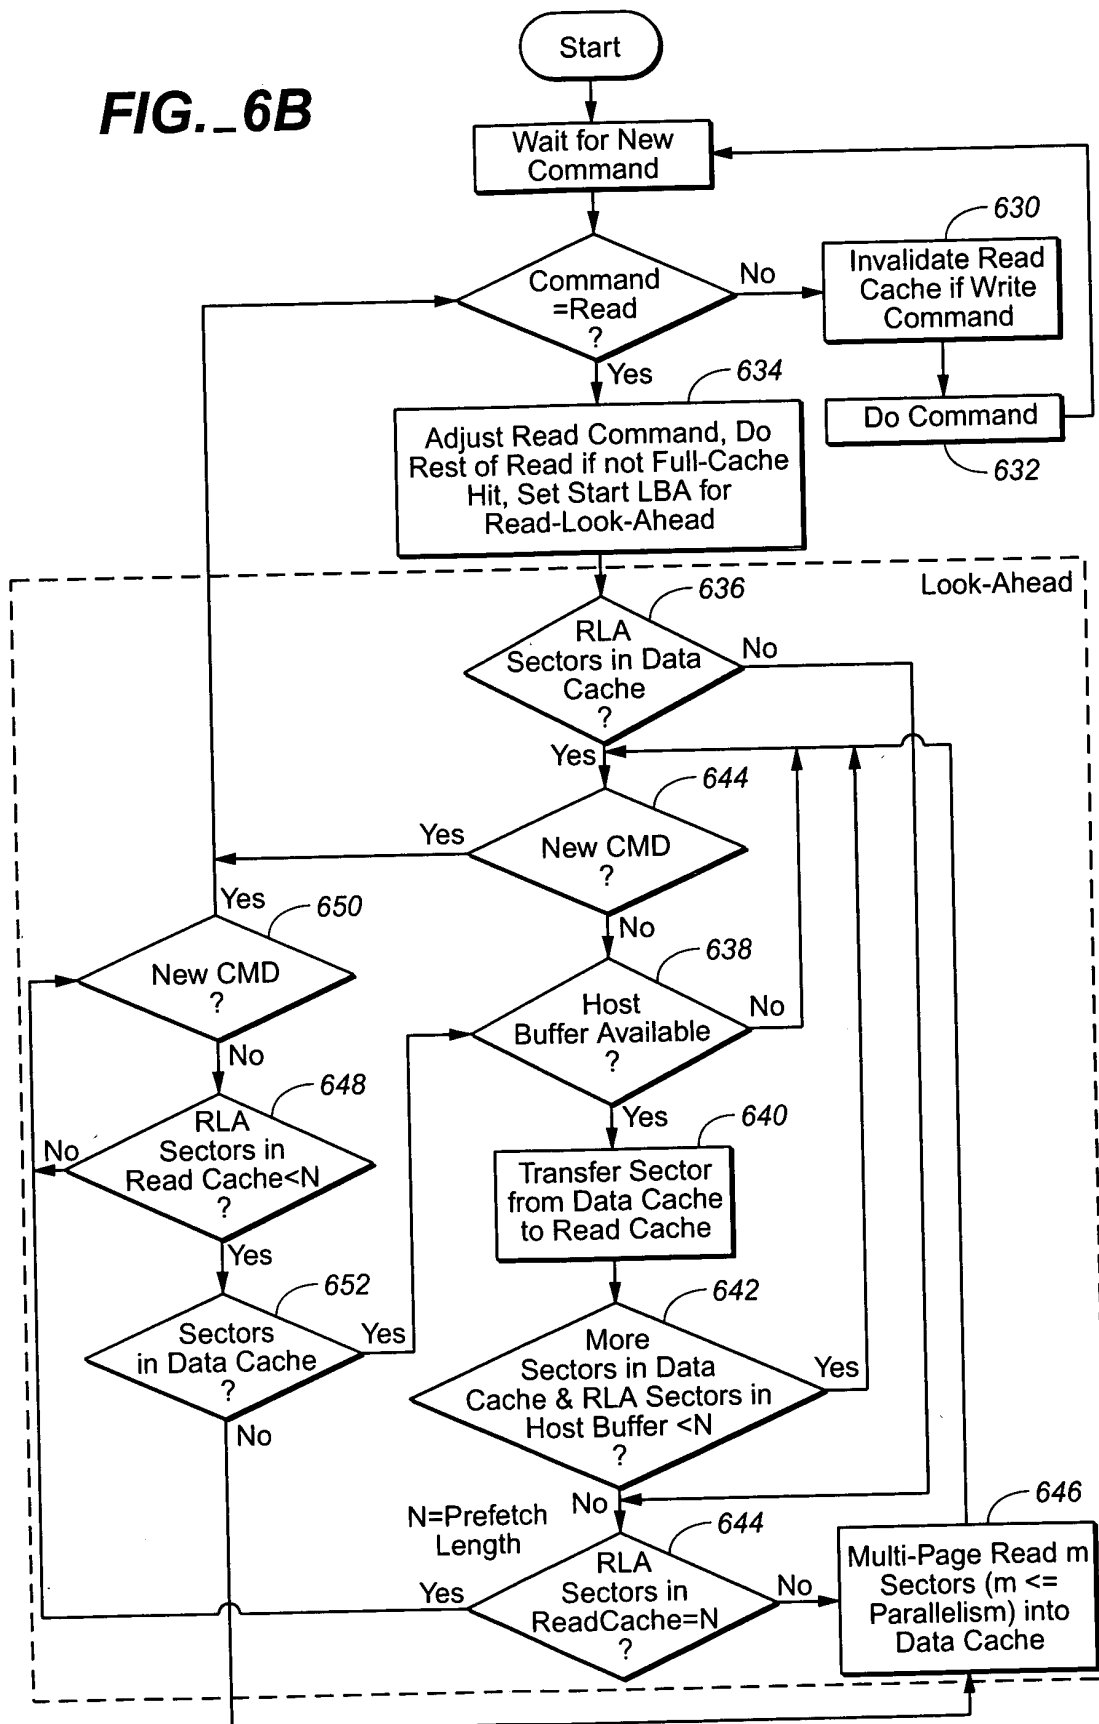 Start
FIG._6B
Wait for New
Command
630
Command
=Read
?
No
Invalidate Read
Cache if Write
Command
Yes
634
Do Command
632
Adjust Read Command, Do
Rest of Read if not Full-Cache
Hit, Set Start LBA for
Read-Look-Ahead
Look-Ahead
636
RLA
Sectors in Data
Cache
?
No
Yes
644
Yes
New CMD
?
Yes
650
No
638
New CMD
?
Host
Buffer Available
?
No
No
648
Yes
640
RLA
Sectors in
Read Cache<N
?
No
Transfer Sector
from Data Cache
to Read Cache
Yes
652
642
Sectors
in Data Cache
?
Yes
More
Sectors in Data
Cache & RLA Sectors in
Host Buffer <N
?
Yes
No
No
N=Prefetch
Length
644
646
RLA
Sectors in
ReadCache=N
?
Yes
No
Multi-Page Read m
Sectors (m <=
Parallelism) into
Data Cache